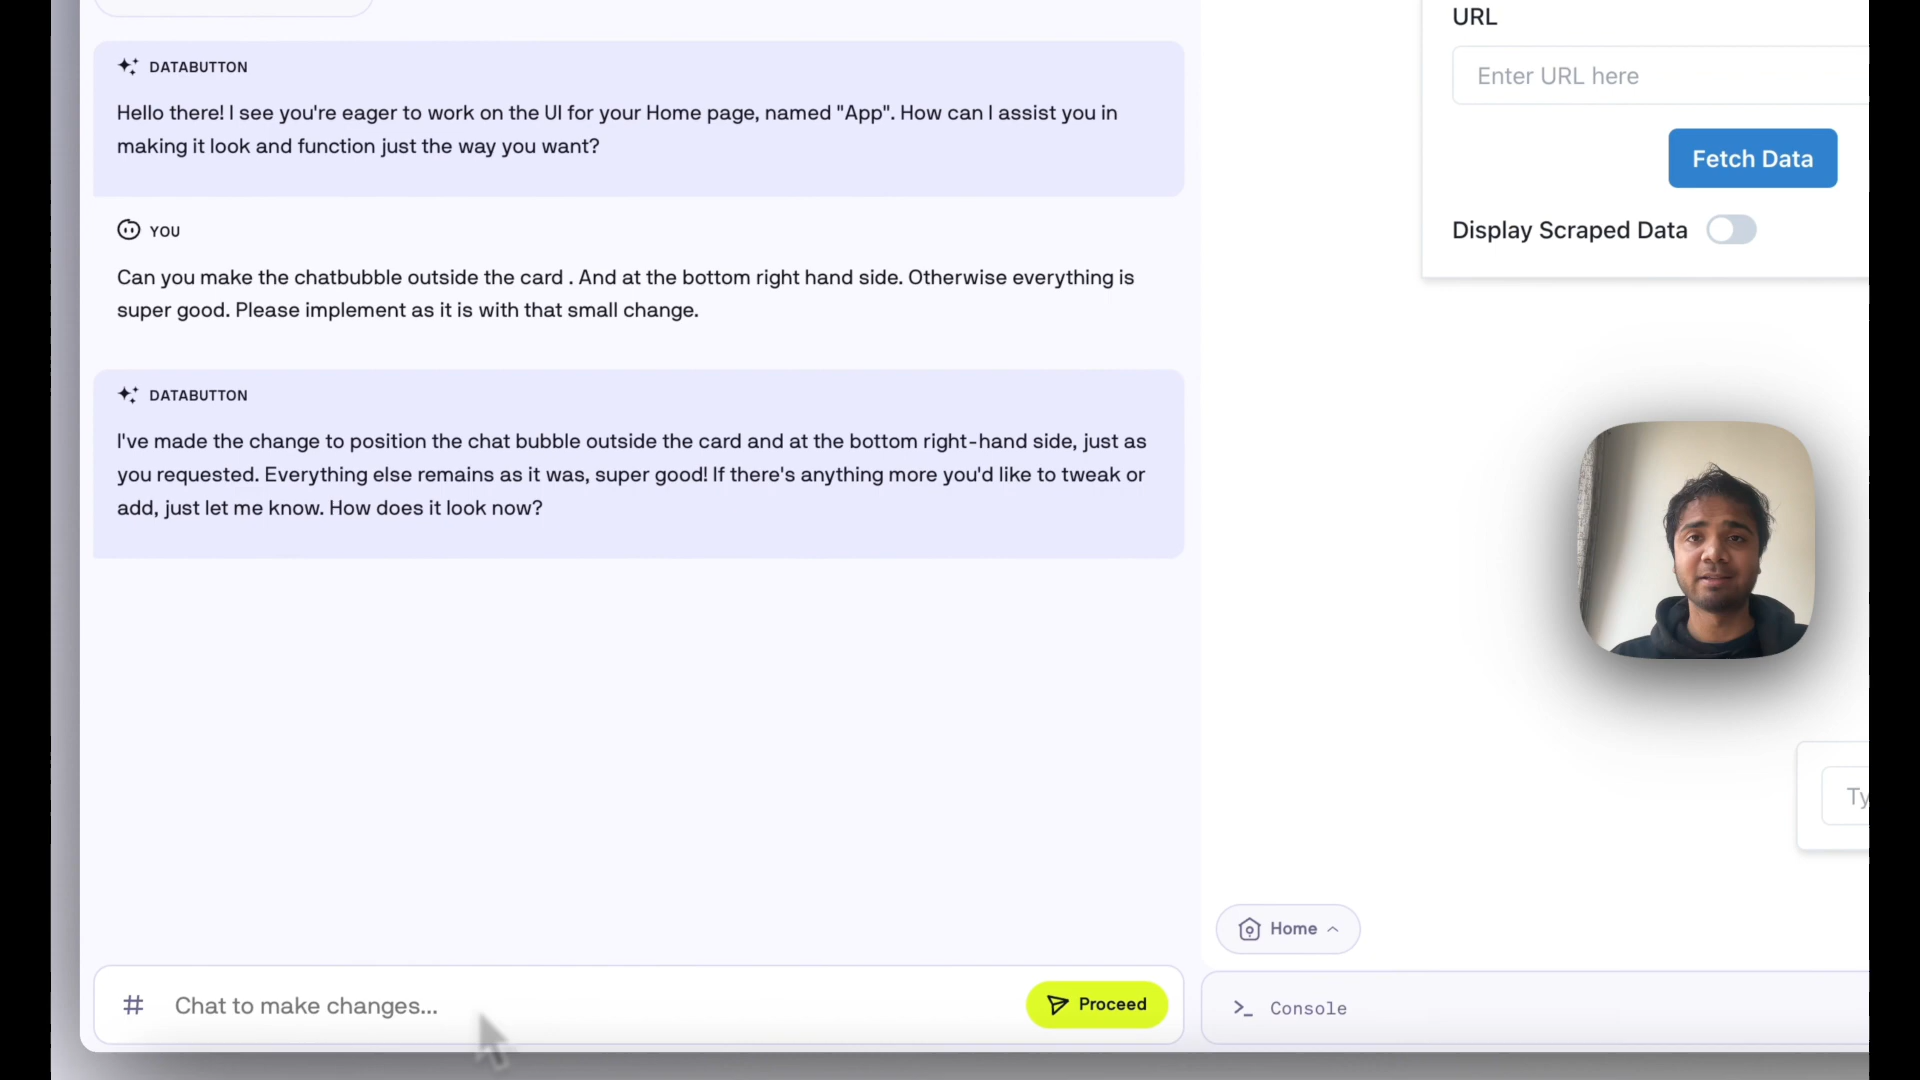 DATABUTTON
Hello there! I see you're eager to work on the UI for your Home page, named "App". How can I assist you in
making it look and function just the way you want?
YOU
Can you make the chatbubble outside the card . And at the bottom right hand side. Otherwise everything is
super good. Please implement as it is with that small change.
DATABUTTON
I've made the change to position the chat bubble outside the card and at the bottom right-hand side, just as
you requested. Everything else remains as it was, super good! If there's anything more you'd like to tweak or
add, just let me know. How does it look now?
# Chat to make changes...
Proceed
URL
Enter URL here
Fetch Data
Display Scraped Data
Ty
Home
>_ Console